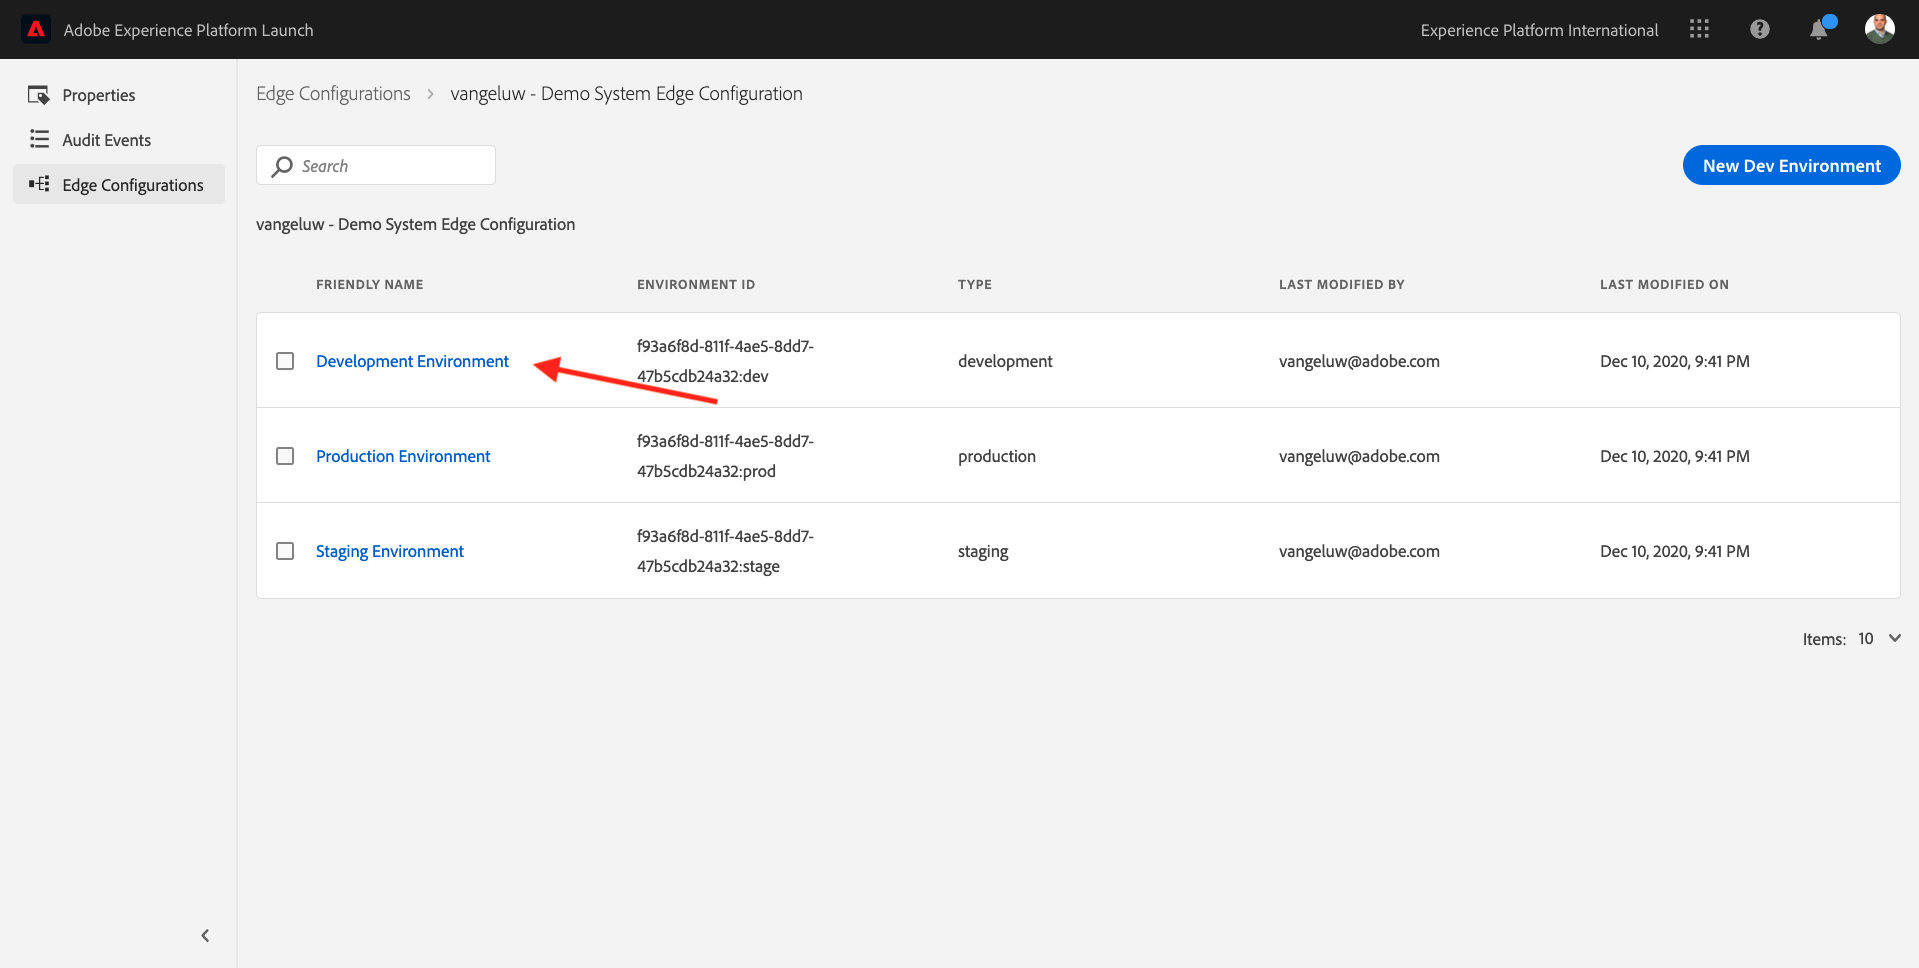 Adobe Experience Platform Launch
Experience Platform International
Properties
Audit Events
Edge Configurations
Edge Configurations > vangeluw - Demo System Edge Configuration
Search
New Dev Environment
vangeluw - Demo System Edge Configuration
FRIENDLY NAME ENVIRONMENT ID TYPE LAST MODIFIED BY LAST MODIFIED ON
Development Environment f93a6f8d-811f-4ae5-8dd7-
47b5cdb24a32:dev development vangeluw@adobe.com Dec 10, 2020, 9:41 PM
Production Environment f93a6f8d-811f-4ae5-8dd7-
47b5cdb24a32:prod production vangeluw@adobe.com Dec 10, 2020, 9:41 PM
Staging Environment f93a6f8d-811f-4ae5-8dd7-
47b5cdb24a32:stage staging vangeluw@adobe.com Dec 10, 2020, 9:41 PM
Items: 10